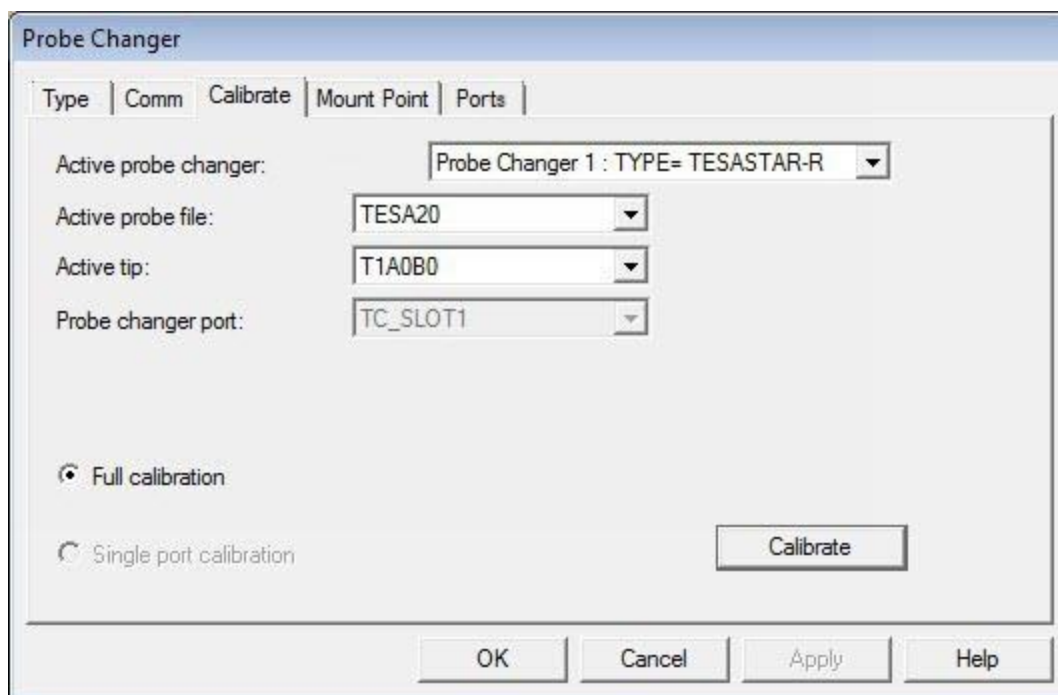 Probe Changer
Type Comm Calibrate Mount Point Ports
Active probe changer: Probe Changer 1 : TYPE= TESASTAR-R
Active probe file: TESA20
Active tip: T1A0B0
Probe changer port: TC_SLOT1
Full calibration
Single port calibration Calibrate
OK Cancel Apply Help